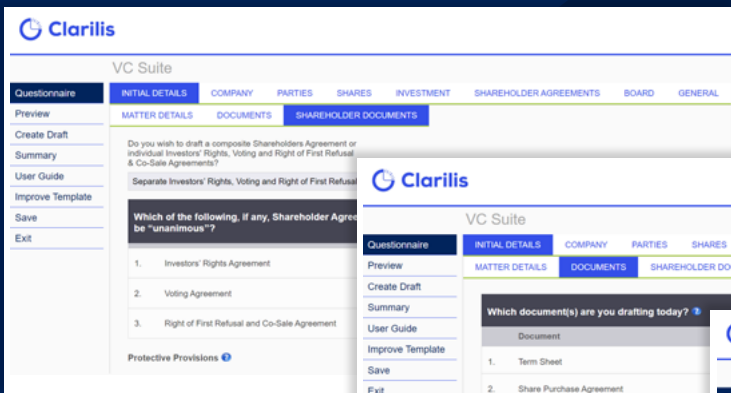 Clarilis
VC Suite
Questionnaire
Preview
Create Draft
Summary
User Guide
Improve Template
Save
Exit
INITIAL DETAILS COMPANY PARTIES SHARES INVESTMENT SHAREHOLDER AGREEMENTS BOARD GENERAL
MATTER DETAILS DOCUMENTS SHAREHOLDER DOCUMENTS
Do you wish to draft a composite Shareholders Agreement or
individual Investors' Rights, Voting and Right of First Refusal
& Co-Sale Agreements?
Separate Investors' Rights, Voting and Right of First Refusal
Which of the following, if any, Shareholder Agree
be "unanimous"?
1. Investors' Rights Agreement
2. Voting Agreement
3. Right of First Refusal and Co-Sale Agreement
Protective Provisions ?
Clarilis
VC Suite
Questionnaire
Preview
Create Draft
Summary
User Guide
Improve Template
Save
Exit
INITIAL DETAILS COMPANY PARTIES SHARES
MATTER DETAILS DOCUMENTS SHAREHOLDER DO
Which document(s) are you drafting today? ?
Document
1. Term Sheet
2. Share Purchase Agreement